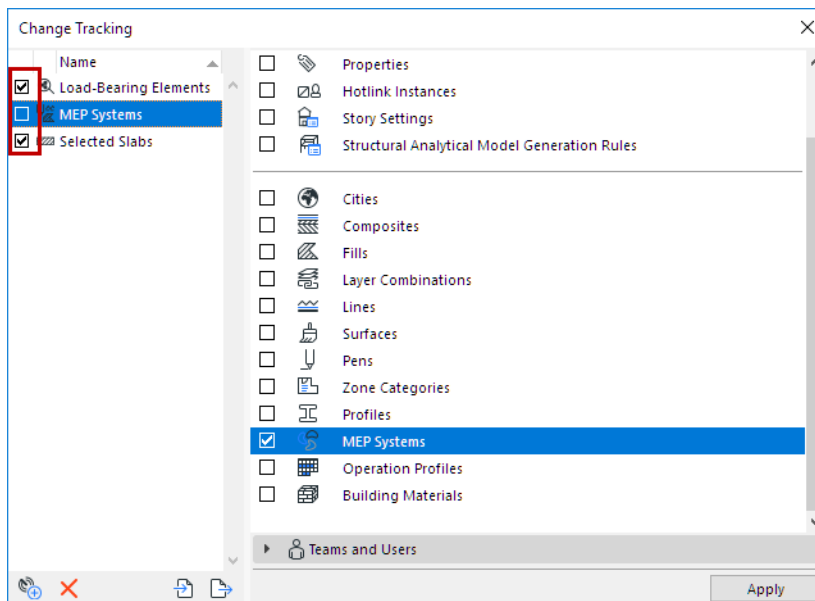 Change Tracking
Name
Load-Bearing Elements
MEP Systems
Selected Slabs
Properties
Hotlink Instances
Story Settings
Structural Analytical Model Generation Rules
Cities
Composites
Fills
Layer Combinations
Lines
Surfaces
Pens
Zone Categories
Profiles
MEP Systems
Operation Profiles
Building Materials
Teams and Users
Apply